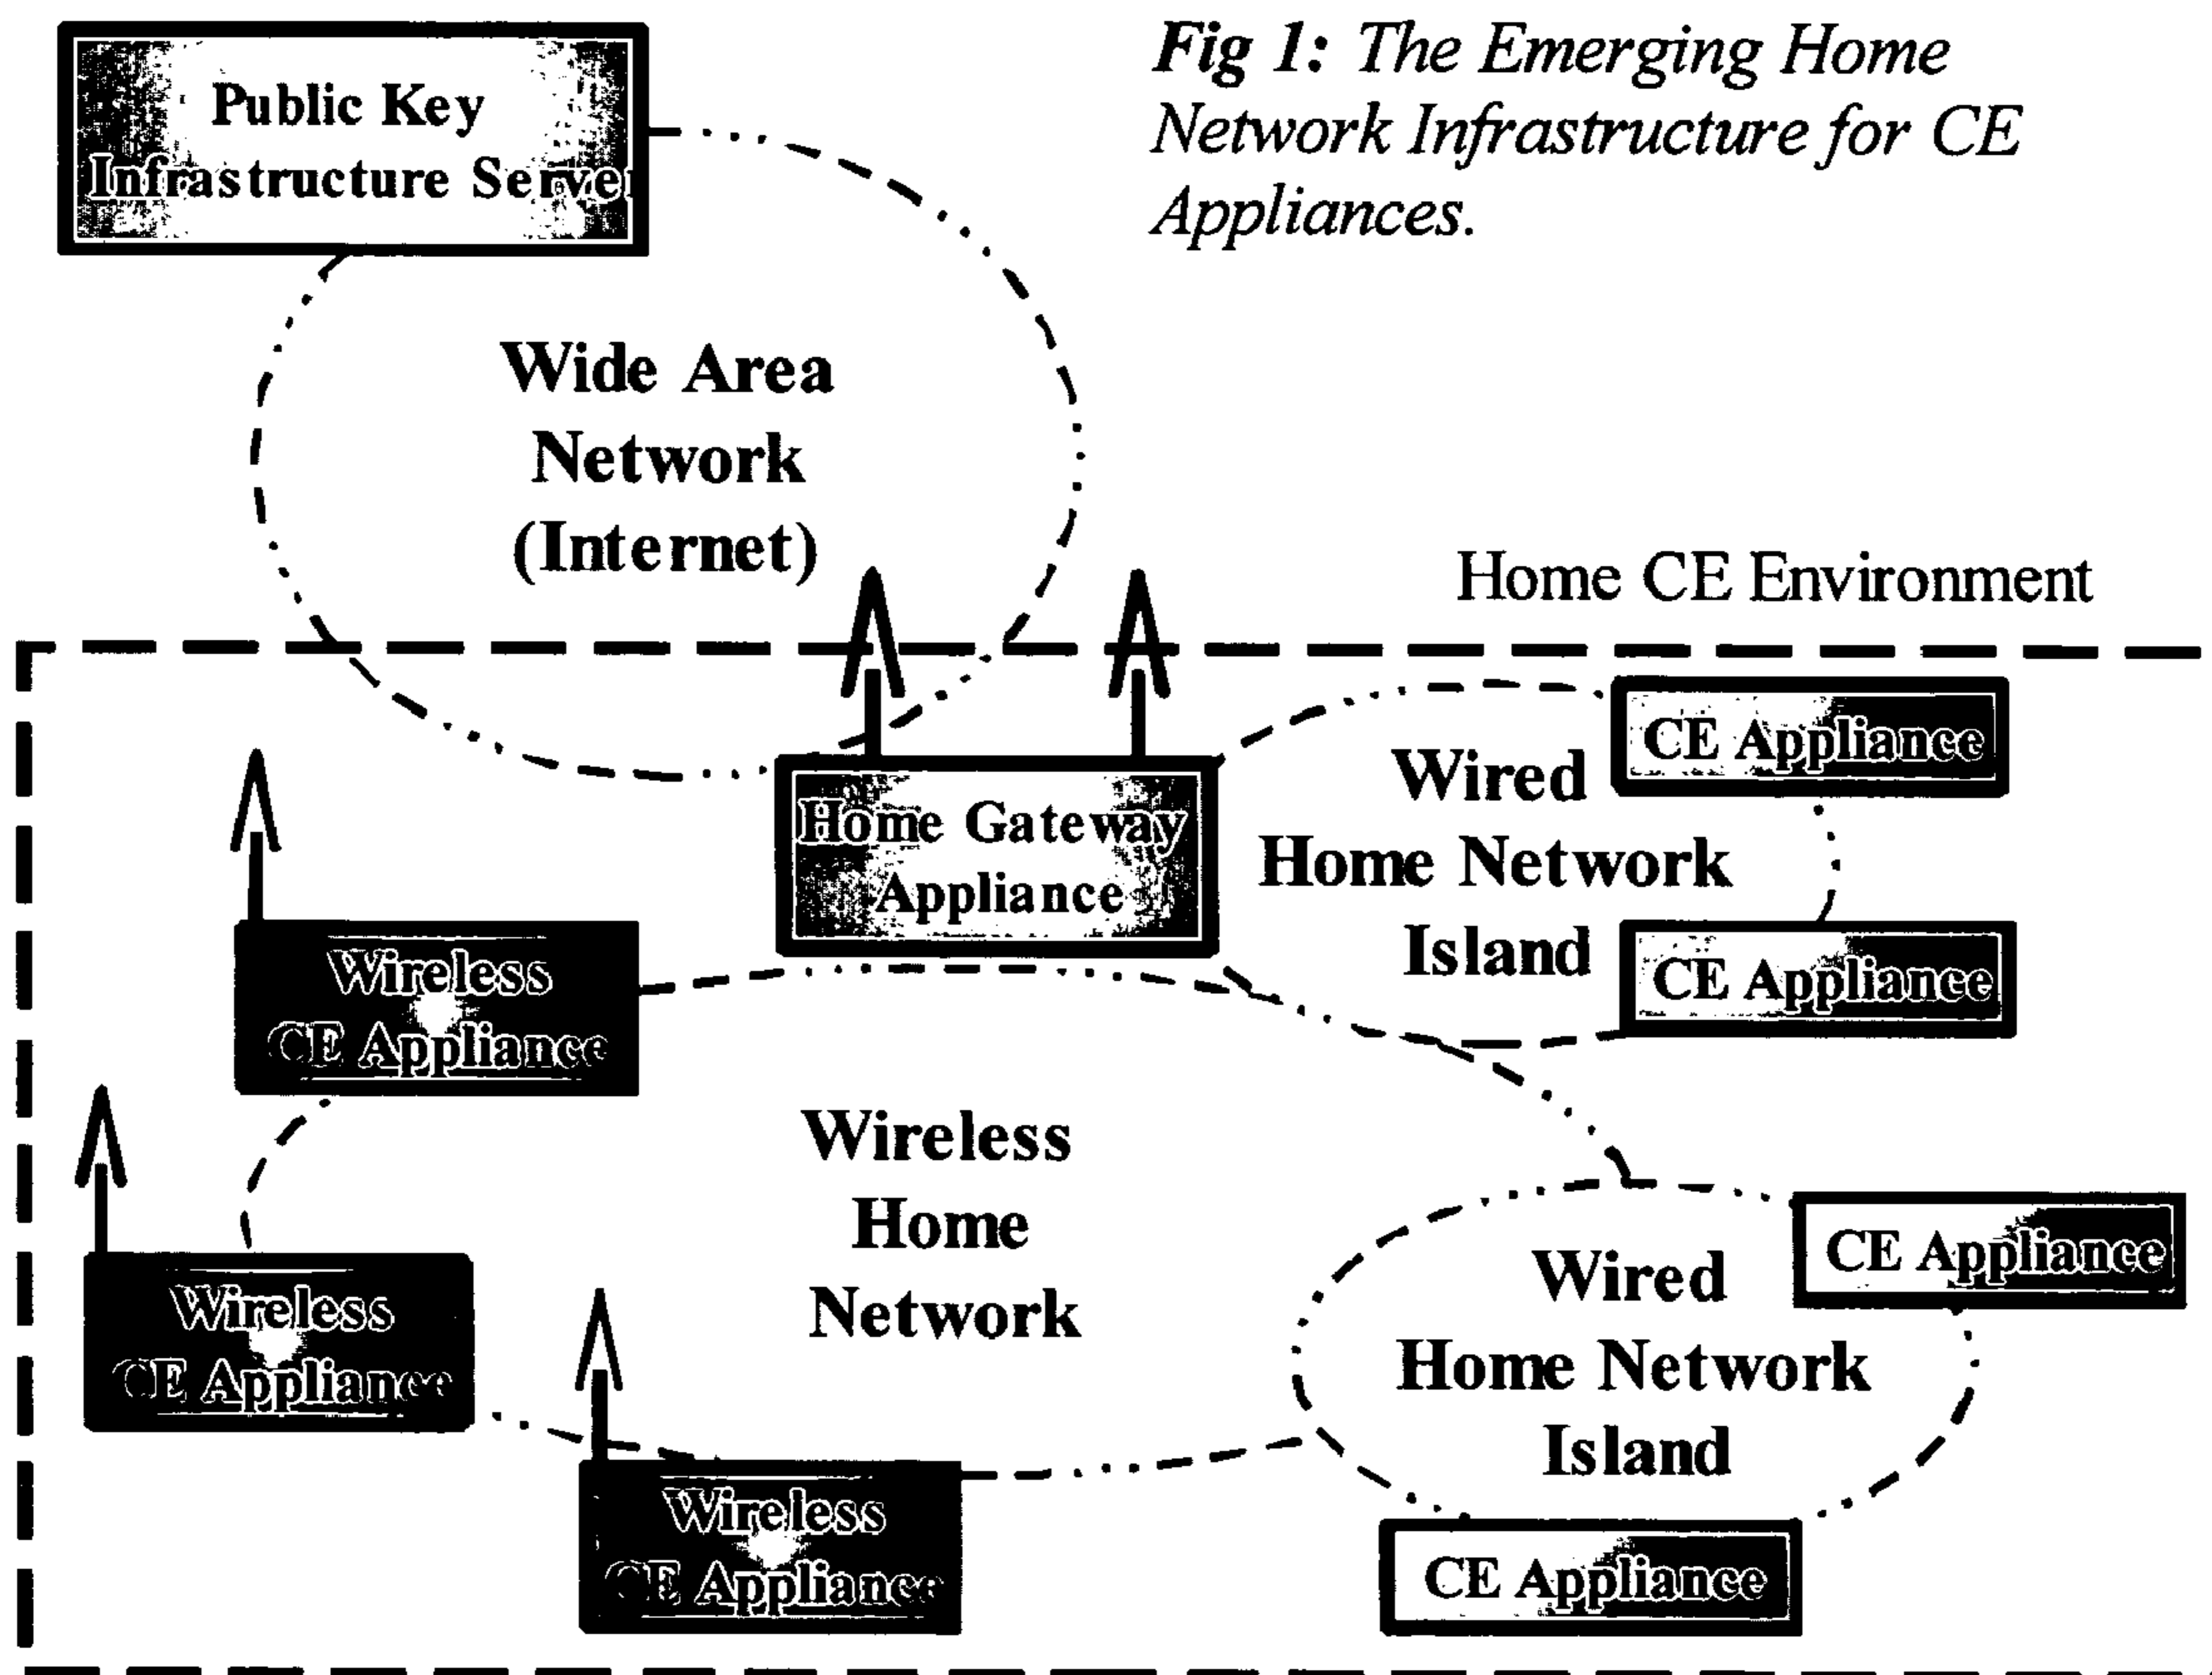 Fig 1: The Emerging Home
Network Infrastructure for CE
Appliances.
Public Key
Infrastructure Server
Wide Area
Network
(Internet)
Home CE Environment
CE Appliance
Wired
Home Network
Island
CE Appliance
Home Gateway
Appliance
Wireless
CE Appliance
Wireless
Home
Network
Wireless
CE Appliance
Wireless
CE Appliance
CE Appliance
Wired
Home Network
Island
CE Appliance